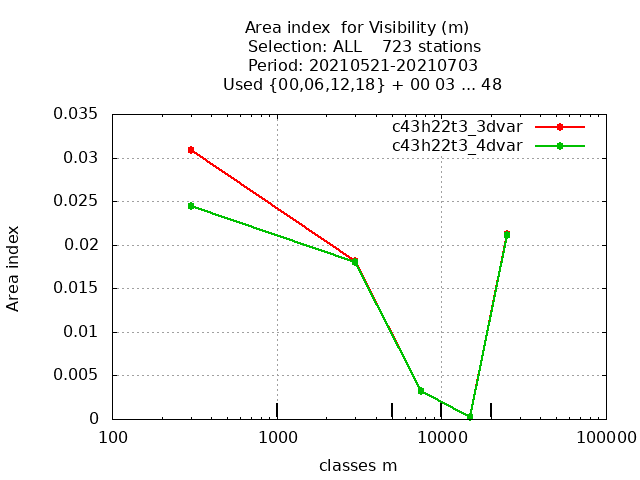 Area index  for Visibility (m)
Selection: ALL    723 stations
Period: 20210521-20210703
Used {00,06,12,18} + 00 03 ... 48
c43h22t3_3dvar
c43h22t3_4dvar
0.035
0.03
0.025
0.02
0.015
0.01
0.005
0
Area index
100
1000
10000
100000
classes m